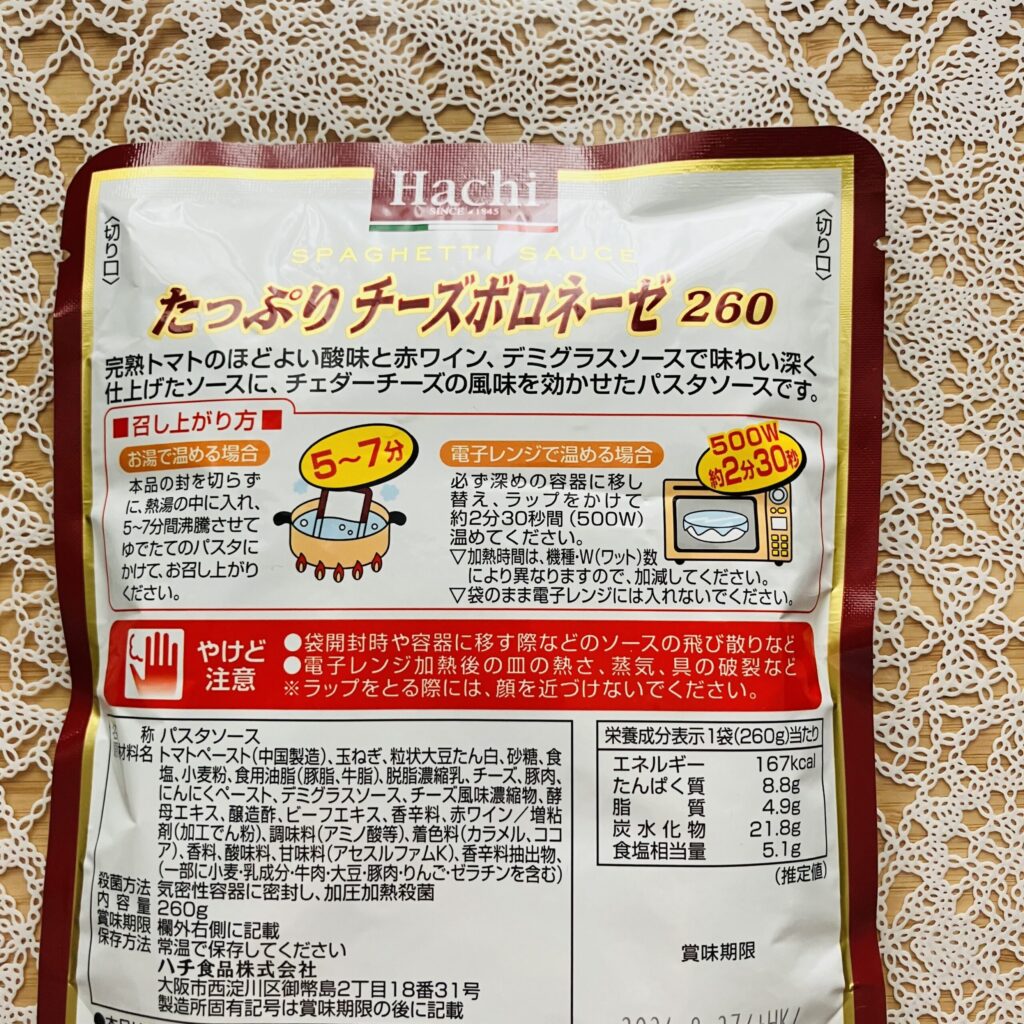 Hachi
SINCE 1845
SPAGHETTI SAUCE
たっぷりチーズボロネーゼ260
〈切り口〉
〈切り口〉
完熟トマトのほどよい酸味と赤ワイン、デミグラスソースで味わい深く
仕上げたソースに、チェダーチーズの風味を効かせたパスタソースです。
■召し上がり方■
お湯で温める場合
本品の封を切らず
に、熱湯の中に入れ、
5〜7分間沸騰させて
ゆでたてのパスタに
かけて、お召し上がり
ください。
5〜7分
電子レンジで温める場合
必ず深めの容器に移し
替え、ラップをかけて
約2分30秒間(500W)
温めてください。
▽加熱時間は、機種・W(ワット)数
により異なりますので、加減してください。
▽袋のまま電子レンジには入れないでください。
500W
約2分30秒
やけど
注意
●袋開封時や容器に移す際などのソースの飛び散りなど
●電子レンジ加熱後の皿の熱さ、蒸気、具の破裂など
※ラップをとる際には、顔を近づけないでください。
名 称 パスタソース
原材料名 トマトペースト(中国製造)、玉ねぎ、粒状大豆たん白、砂糖、食
塩、小麦粉、食用油脂(豚脂、牛脂)、脱脂濃縮乳、チーズ、豚肉、
にんにくペースト、デミグラスソース、チーズ風味濃縮物、酵
母エキス、醸造酢、ビーフエキス、香辛料、赤ワイン/増粘
剤(加工でん粉)、調味料(アミノ酸等)、着色料(カラメル、ココ
ア)、香料、酸味料、甘味料(アセスルファムK)、香辛料抽出物、
(一部に小麦・乳成分・牛肉・大豆・豚肉・りんご・ゼラチンを含む)
殺菌方法 気密性容器に密封し、加圧加熱殺菌
内容量 260g
賞味期限 欄外右側に記載
保存方法 常温で保存してください
ハチ食品株式会社
大阪市西淀川区御幣島2丁目18番31号
製造所固有記号は賞味期限の後に記載
栄養成分表示1袋(260g)当たり
エネルギー 167kcal
たんぱく質 8.8g
脂質 4.9g
炭水化物 21.8g
食塩相当量 5.1g
(推定値)
賞味期限